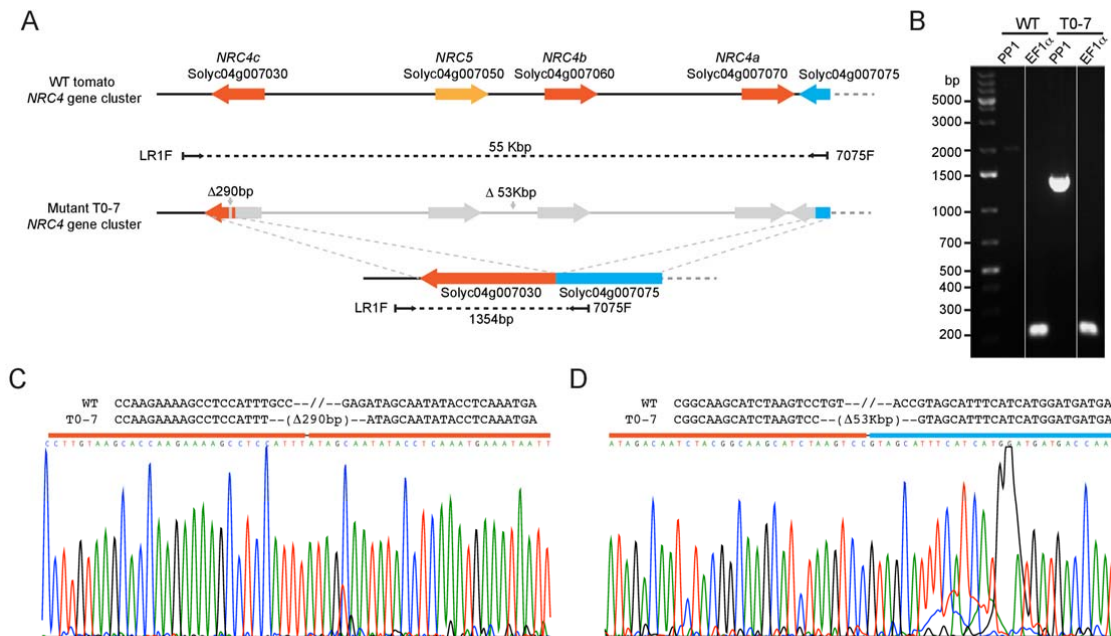 A
NRC4c NRC5 NRC4b NRC4a
WT tomato Solyc04g007030 Solyc04g007050 Solyc04g007060 Solyc04g007070 Solyc04g007075
NRC4 gene cluster
LR1F 55 Kbp 7075F
Δ290bp Δ 53Kbp
Mutant T0-7
NRC4 gene cluster
Solyc04g007030 Solyc04g007075
LR1F 1354bp 7075F
B
WT T0-7
PP1 EF1α PP1 EF1α
bp
5000
3000
2000
1500
1000
700
500
400
300
200
C
WT CCAAGAAAAGCCTCCATTTGCC--//--GAGATAGCAATATACCTCAAATGA
T0-7 CCAAGAAAAGCCTCCATTT--(Δ290bp)--ATAGCAATATACCTCAAATGA
CCTTGTAAGCACCAAGAAAAGCCTCCATTTATAGCAATATACCTCAAATGAAATAATT
D
WT CGGCAAGCATCTAAGTCCTGT--//--ACCGTAGCATTTCATCATGGATGATGA
T0-7 CGGCAAGCATCTAAGTCC--(Δ53Kbp)--GTAGCATTTCATCATGGATGATGA
ATAGACAATCTACGGCAAGCATCTAAGTCCGTAGCATTTCATCATGGATGATGACCAA